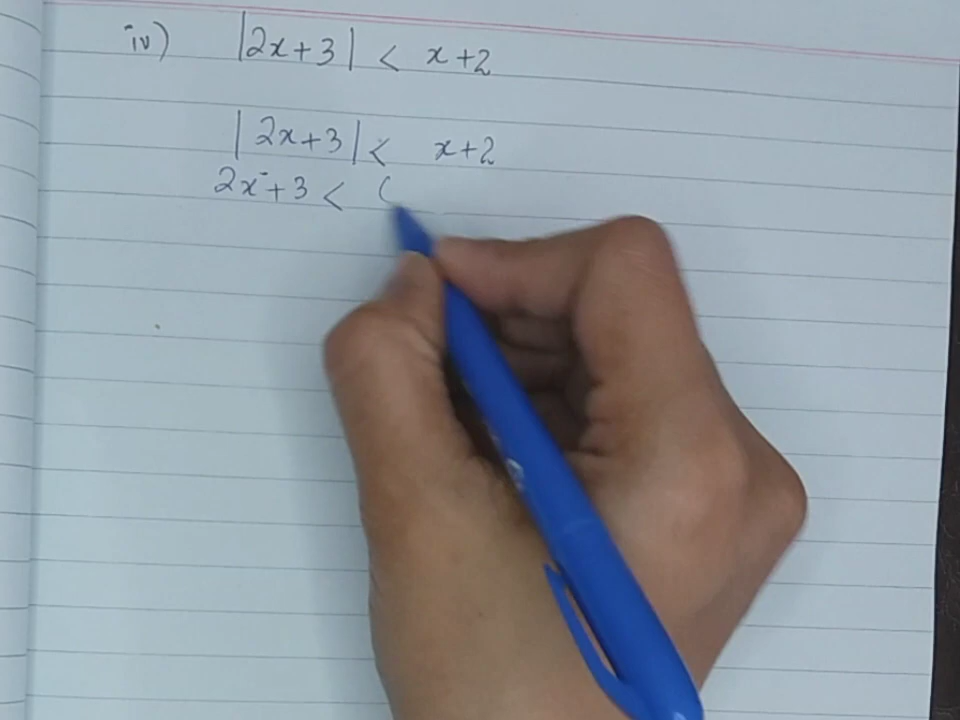 iv) |2x+3| < x+2
|2x+3| < x+2
2x+3 < (